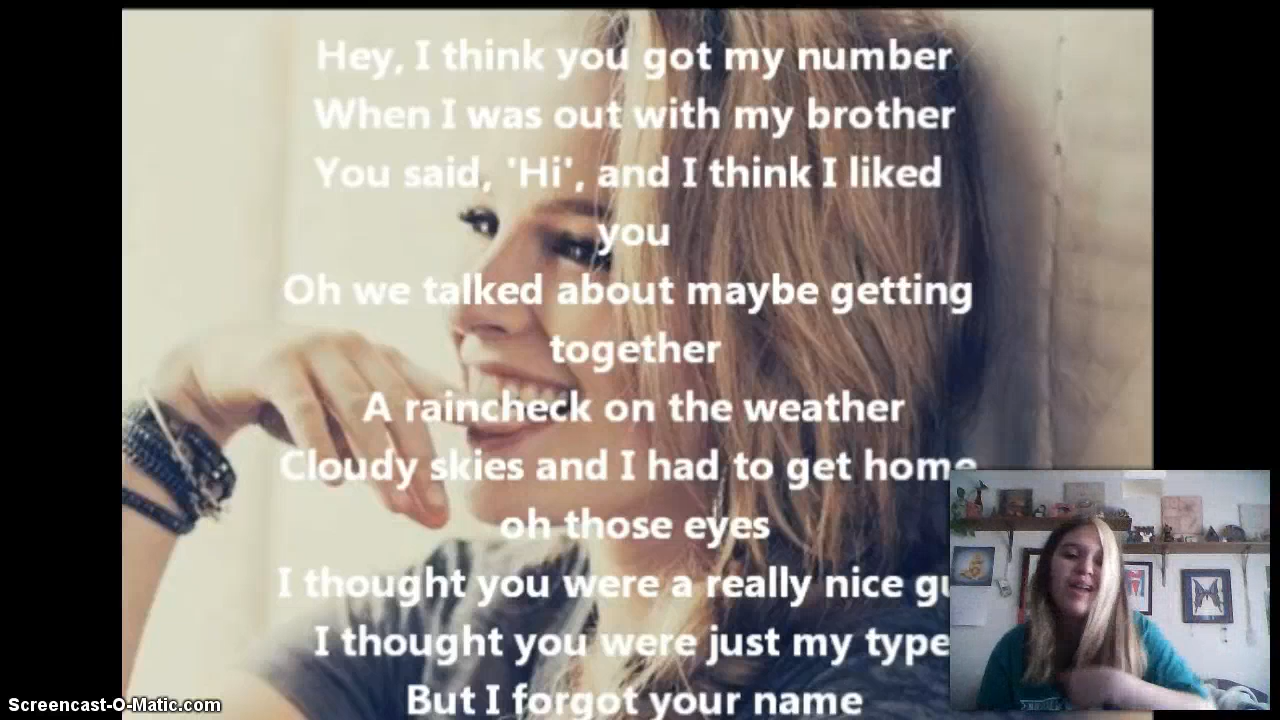 Hey, I think you got my number
When I was out with my brother
You said, 'Hi', and I think I liked
you
Oh we talked about maybe getting
together
A raincheck on the weather
Cloudy skies and I had to get home
oh those eyes
I thought you were a really nice
I thought you were just my type
But I forgot your name
Screencast-O-Matic.com